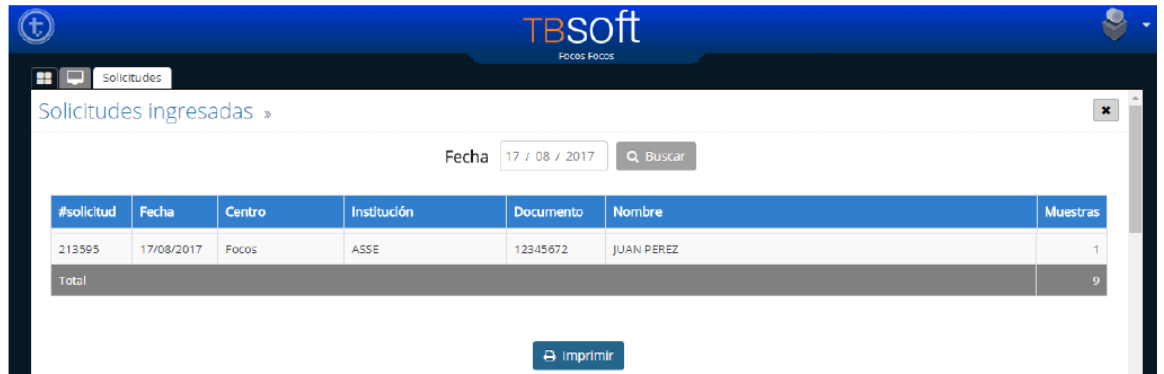 t
TBsoft
Focos Focos
Solicitudes
Solicitudes ingresadas »
Fecha 17 / 08 / 2017 Buscar
#solicitud Fecha Centro Institución Documento Nombre Muestras
213595 17/08/2017 Focos ASSE 12345672 JUAN PEREZ 1
Total 9
Imprimir